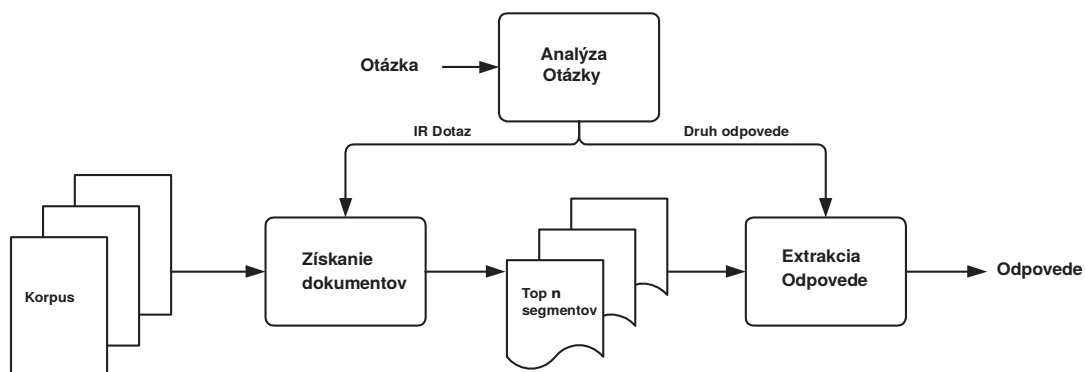 Analýza
Otázky
Otázka
IR Dotaz
Druh odpovede
Korpus
Získanie
dokumentov
Top n
segmentov
Extrakcia
Odpovede
Odpovede